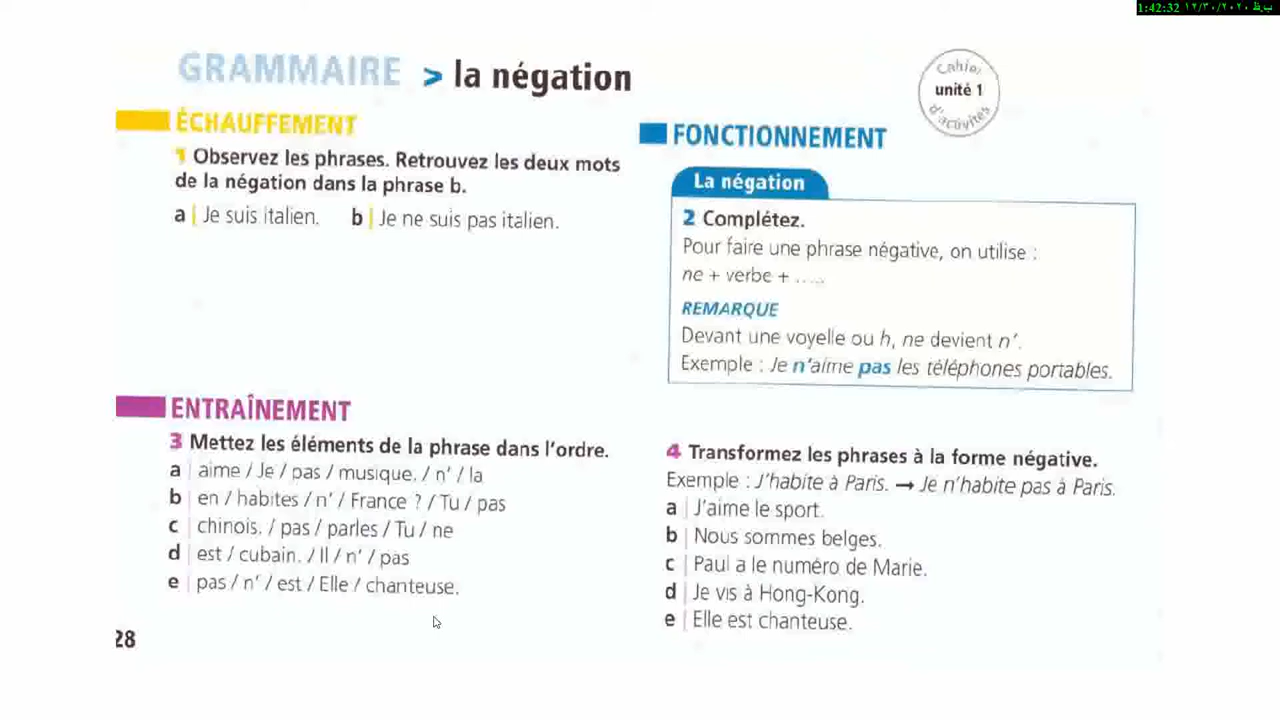 1:42:32 ۱۲/۳۰/۲۰۲۰ ب.ظ
GRAMMAIRE > la négation
Cahier
unité 1
d'activités
ÉCHAUFFEMENT
1 Observez les phrases. Retrouvez les deux mots
de la négation dans la phrase b.
a | Je suis italien. b | Je ne suis pas italien.
FONCTIONNEMENT
La négation
2 Complétez.
Pour faire une phrase négative, on utilise :
ne + verbe + .....
REMARQUE
Devant une voyelle ou h, ne devient n'.
Exemple : Je n'aime pas les téléphones portables.
ENTRAÎNEMENT
3 Mettez les éléments de la phrase dans l'ordre.
a | aime / Je / pas / musique. / n' / la
b | en / habites / n' / France ? / Tu / pas
c | chinois. / pas / parles / Tu / ne
d | est / cubain. / Il / n' / pas
e | pas / n' / est / Elle / chanteuse.
4 Transformez les phrases à la forme négative.
Exemple : J'habite à Paris. → Je n'habite pas à Paris.
a | J'aime le sport.
b | Nous sommes belges.
c | Paul a le numéro de Marie.
d | Je vis à Hong-Kong.
e | Elle est chanteuse.
28